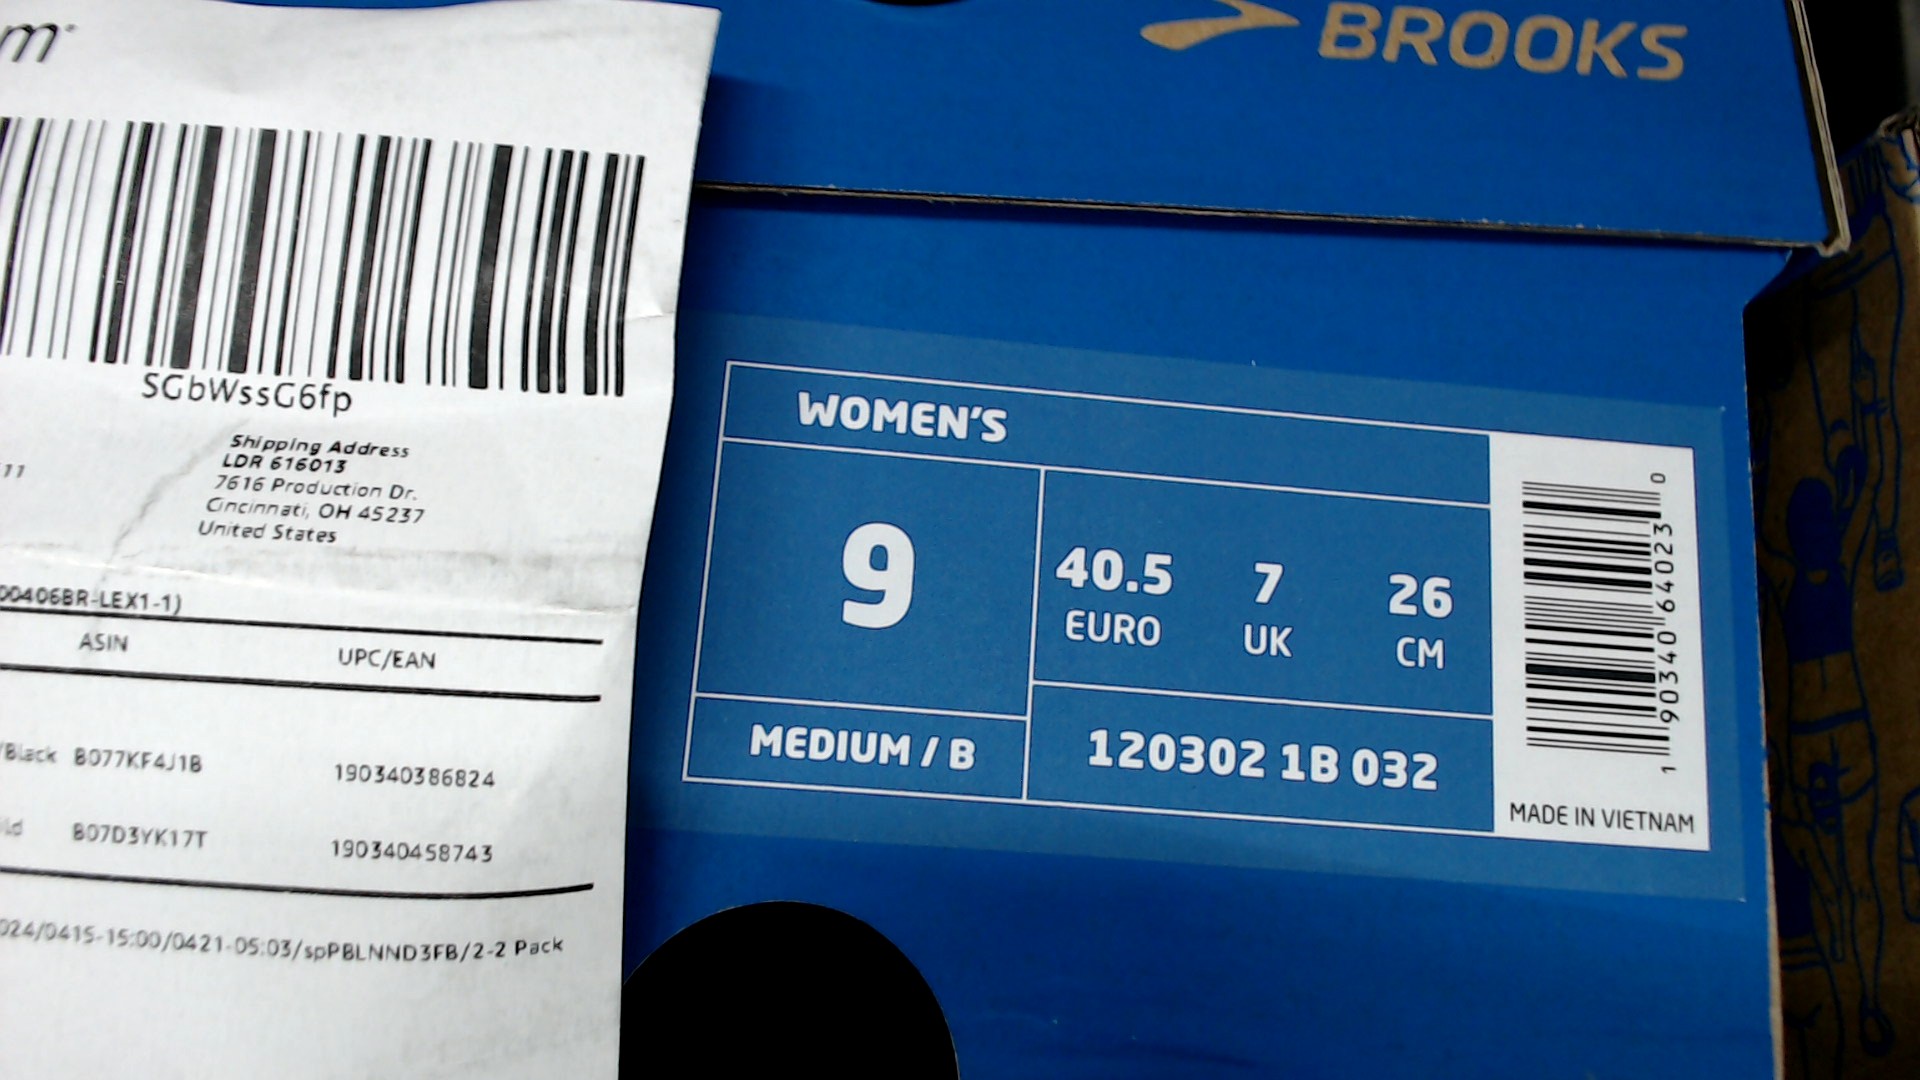 m
SGbWssG6fp
11
Shipping Address
LDR 616013
7616 Production Dr.
Cincinnati, OH 45237
United States
00406BR-LEX1-1)
ASIN UPC/EAN
/Black B077KF4J1B 190340386824
ld B07D3YK17T 190340458743
024/0415-15:00/0421-05:03/spPBLNND3FB/2-2 Pack
BROOKS
WOMEN'S
9
40.5 7 26
EURO UK CM
MEDIUM / B
120302 1B 032
1 90340 64023 0
MADE IN VIETNAM